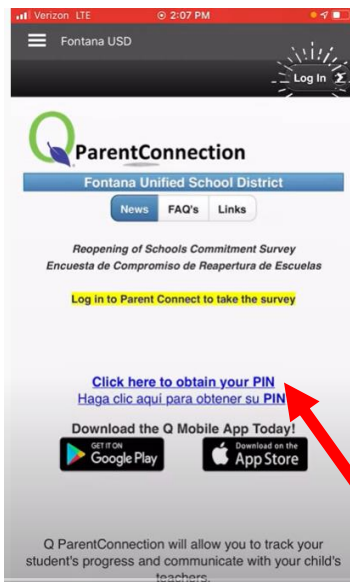 Verizon LTE 2:07 PM
Fontana USD
Log In
Q ParentConnection
Fontana Unified School District
News FAQ's Links
Reopening of Schools Commitment Survey
Encuesta de Compromiso de Reapertura de Escuelas
Log in to Parent Connect to take the survey
Click here to obtain your PIN
Haga clic aquí para obtener su PIN
Download the Q Mobile App Today!
GET IT ON Google Play
Download on the App Store
Q ParentConnection will allow you to track your
student's progress and communicate with your child's
teachers.